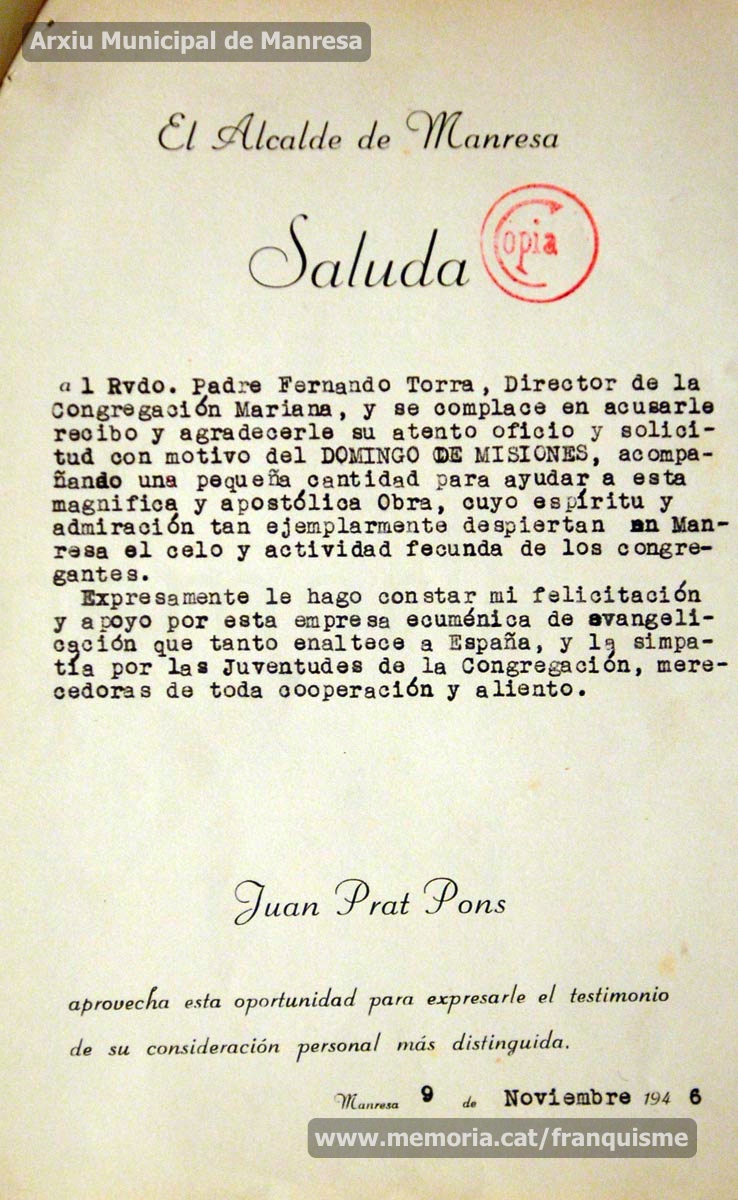 Arxiu Municipal de Manresa
El Alcalde de Manresa
Saluda
Copia
al Rvdo. Padre Fernando Torra, Director de la
Congregación Mariana, y se complace en acusarle
recibo y agradecerle su atento oficio y solici-
tud con motivo del DOMINGO DE MISIONES, acompa-
ñando una pequeña cantidad para ayudar a esta
magnifica y apostólica Obra, cuyo espíritu y
admiración tan ejemplarmente despiertan en Man-
resa el celo y actividad fecunda de los congre-
gantes.
Expresamente le hago constar mi felicitación
y apoyo por esta empresa ecuménica de evangeli-
cación que tanto enaltece a España, y la simpa-
tía por las Juventudes de la Congregación, mere-
cedoras de toda cooperación y aliento.
Juan Prat Pons
aprovecha esta oportunidad para expresarle el testimonio
de su consideración personal más distinguida.
Manresa 9 de Noviembre 194 6
www.memoria.cat/franquisme